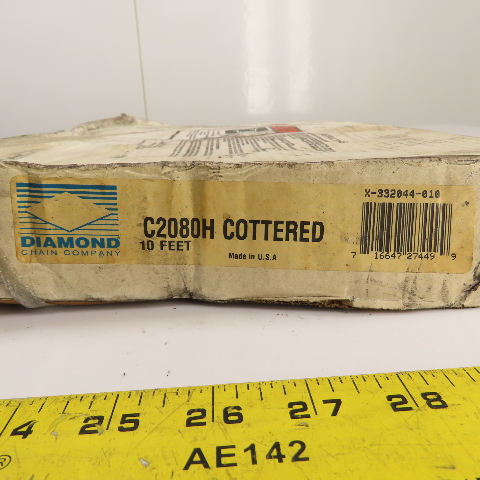 X-332044-010
C2080H COTTERED
10 FEET
Made in U.S.A
DIAMOND
CHAIN COMPANY
7 16647 27449 9
4 25 26 27 28
AE142